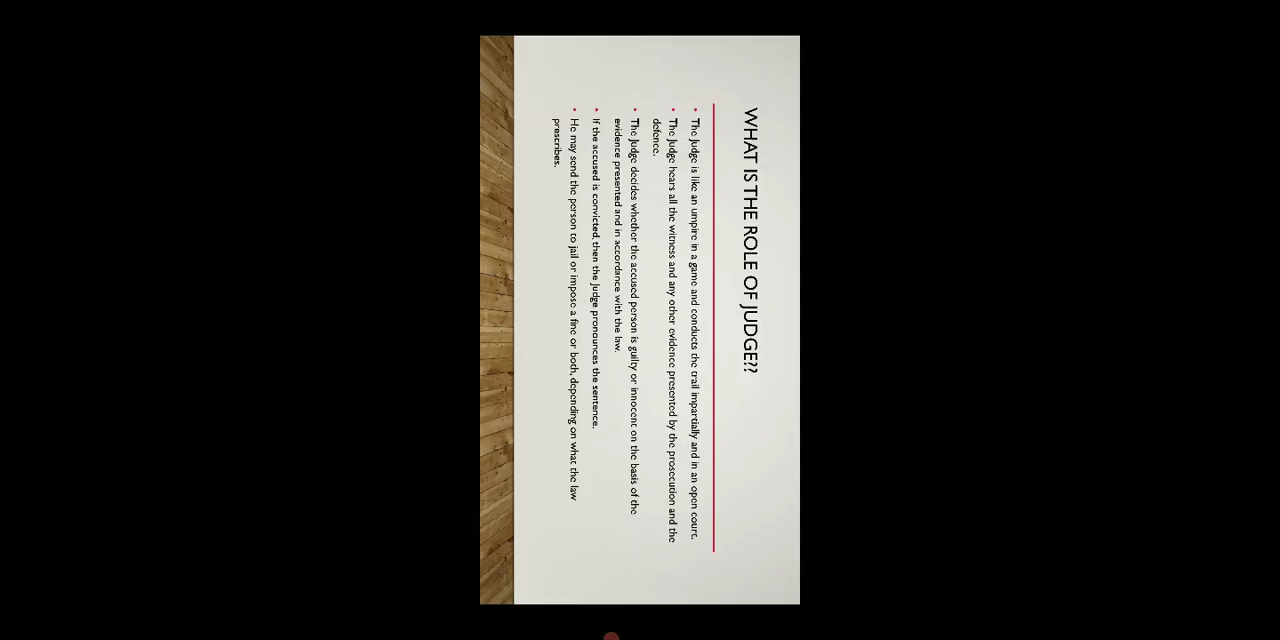 WHAT IS THE ROLE OF JUDGE??
• The Judge is like an umpire in a game and conducts the trail impartially and in an open court.
• The Judge hears all the witness and any other evidence presented by the prosecution and the
defence.
• The Judge decides whether the accused person is guilty or innocent on the basis of the
evidence presented and in accordance with the law.
• If the accused is convicted, then the Judge pronounces the sentence.
• He may send the person to jail or impose a fine or both, depending on what the law
prescribes.